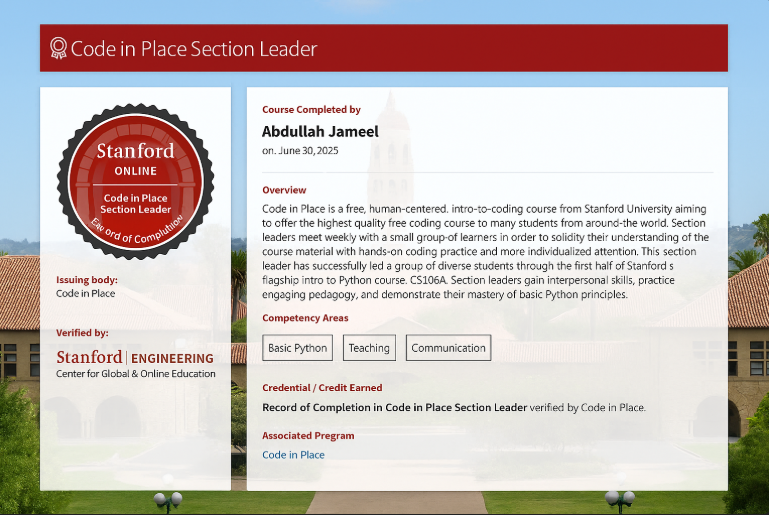 Code in Place Section Leader
Stanford
ONLINE
Code in Place
Section Leader
Issuing body:
Code in Place
Verified by:
Stanford | ENGINEERING
Center for Global & Online Education
Course Completed by
Abdullah Jameel
on. June 30, 2025
Overview
Code in Place is a free, human-centered. intro-to-coding course from Stanford University aiming
to offer the highest quality free coding course to many students from around-the world. Section
leaders meet weekly with a small group-of learners in order to solidity their understanding of the
course material with hands-on coding practice and more individualized attention. This section
leader has successfully led a group of diverse students through the first half of Stanford s
flagship intro to Python course. CS106A. Section leaders gain interpersonal skills, practice
engaging pedagogy, and demonstrate their mastery of basic Python principles.
Competency Areas
Basic Python
Teaching
Communication
Credential / Credit Earned
Record of Completion in Code in Place Section Leader verified by Code in Place.
Associated Program
Code in Place